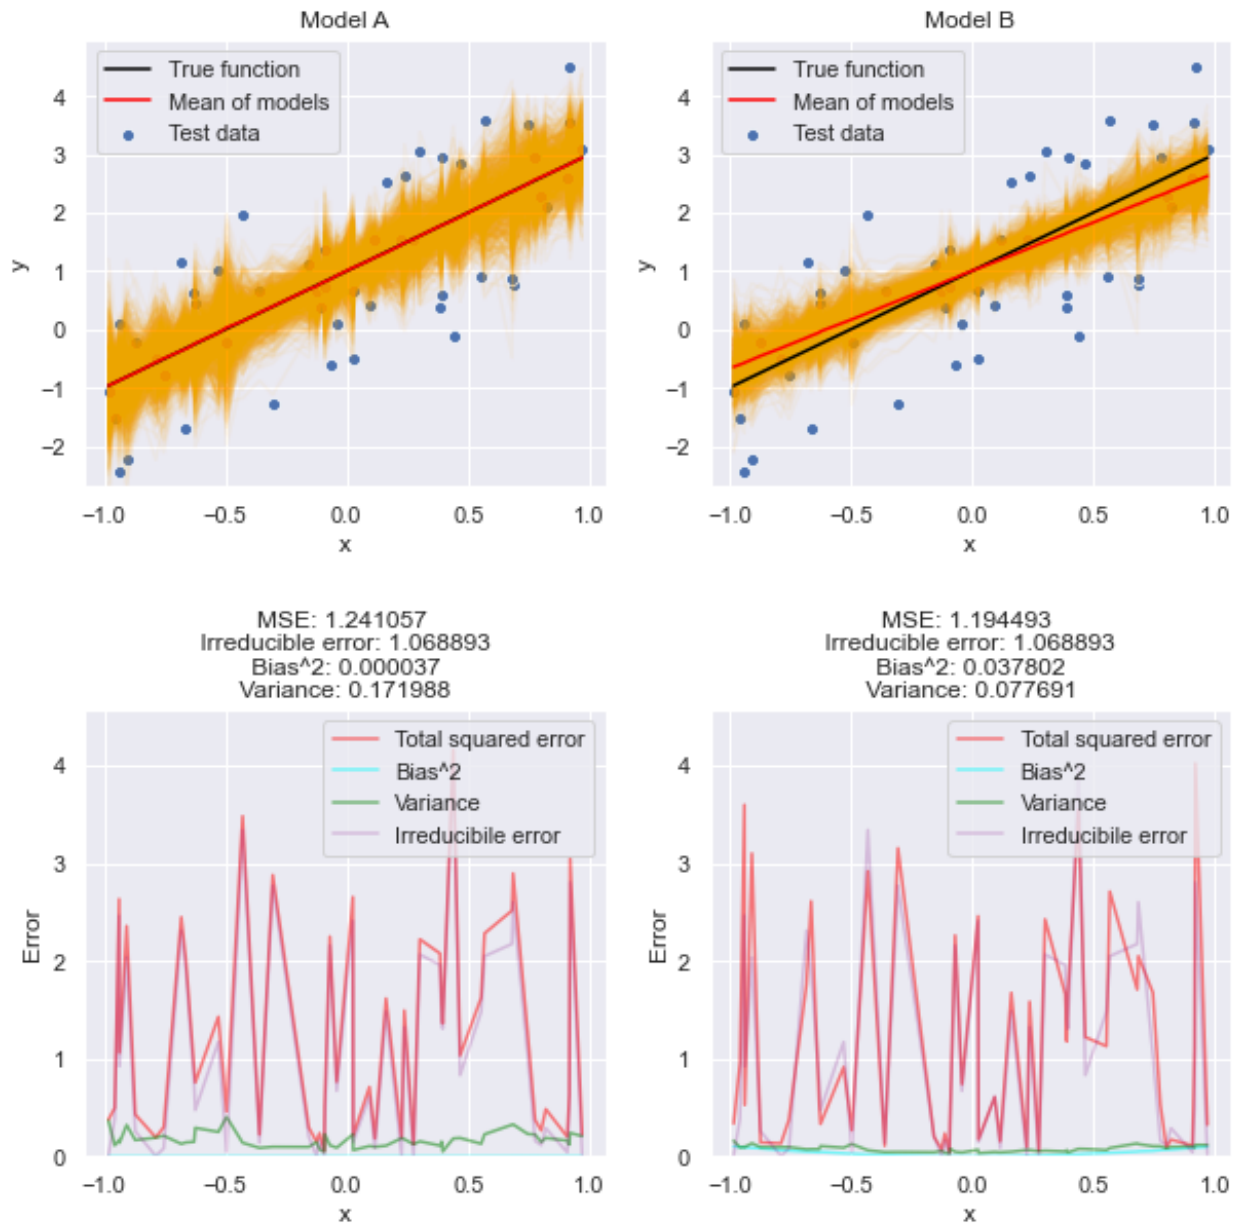 Model A
True function
Mean of models
Test data
y
4
3
2
1
0
−1
−2
−1.0 −0.5 0.0 0.5 1.0
x
Model B
True function
Mean of models
Test data
y
4
3
2
1
0
−1
−2
−1.0 −0.5 0.0 0.5 1.0
x
MSE: 1.241057
Irreducible error: 1.068893
Bias^2: 0.000037
Variance: 0.171988
Total squared error
Bias^2
Variance
Irreducibile error
Error
4
3
2
1
0
−1.0 −0.5 0.0 0.5 1.0
x
MSE: 1.194493
Irreducible error: 1.068893
Bias^2: 0.037802
Variance: 0.077691
Total squared error
Bias^2
Variance
Irreducibile error
Error
4
3
2
1
0
−1.0 −0.5 0.0 0.5 1.0
x